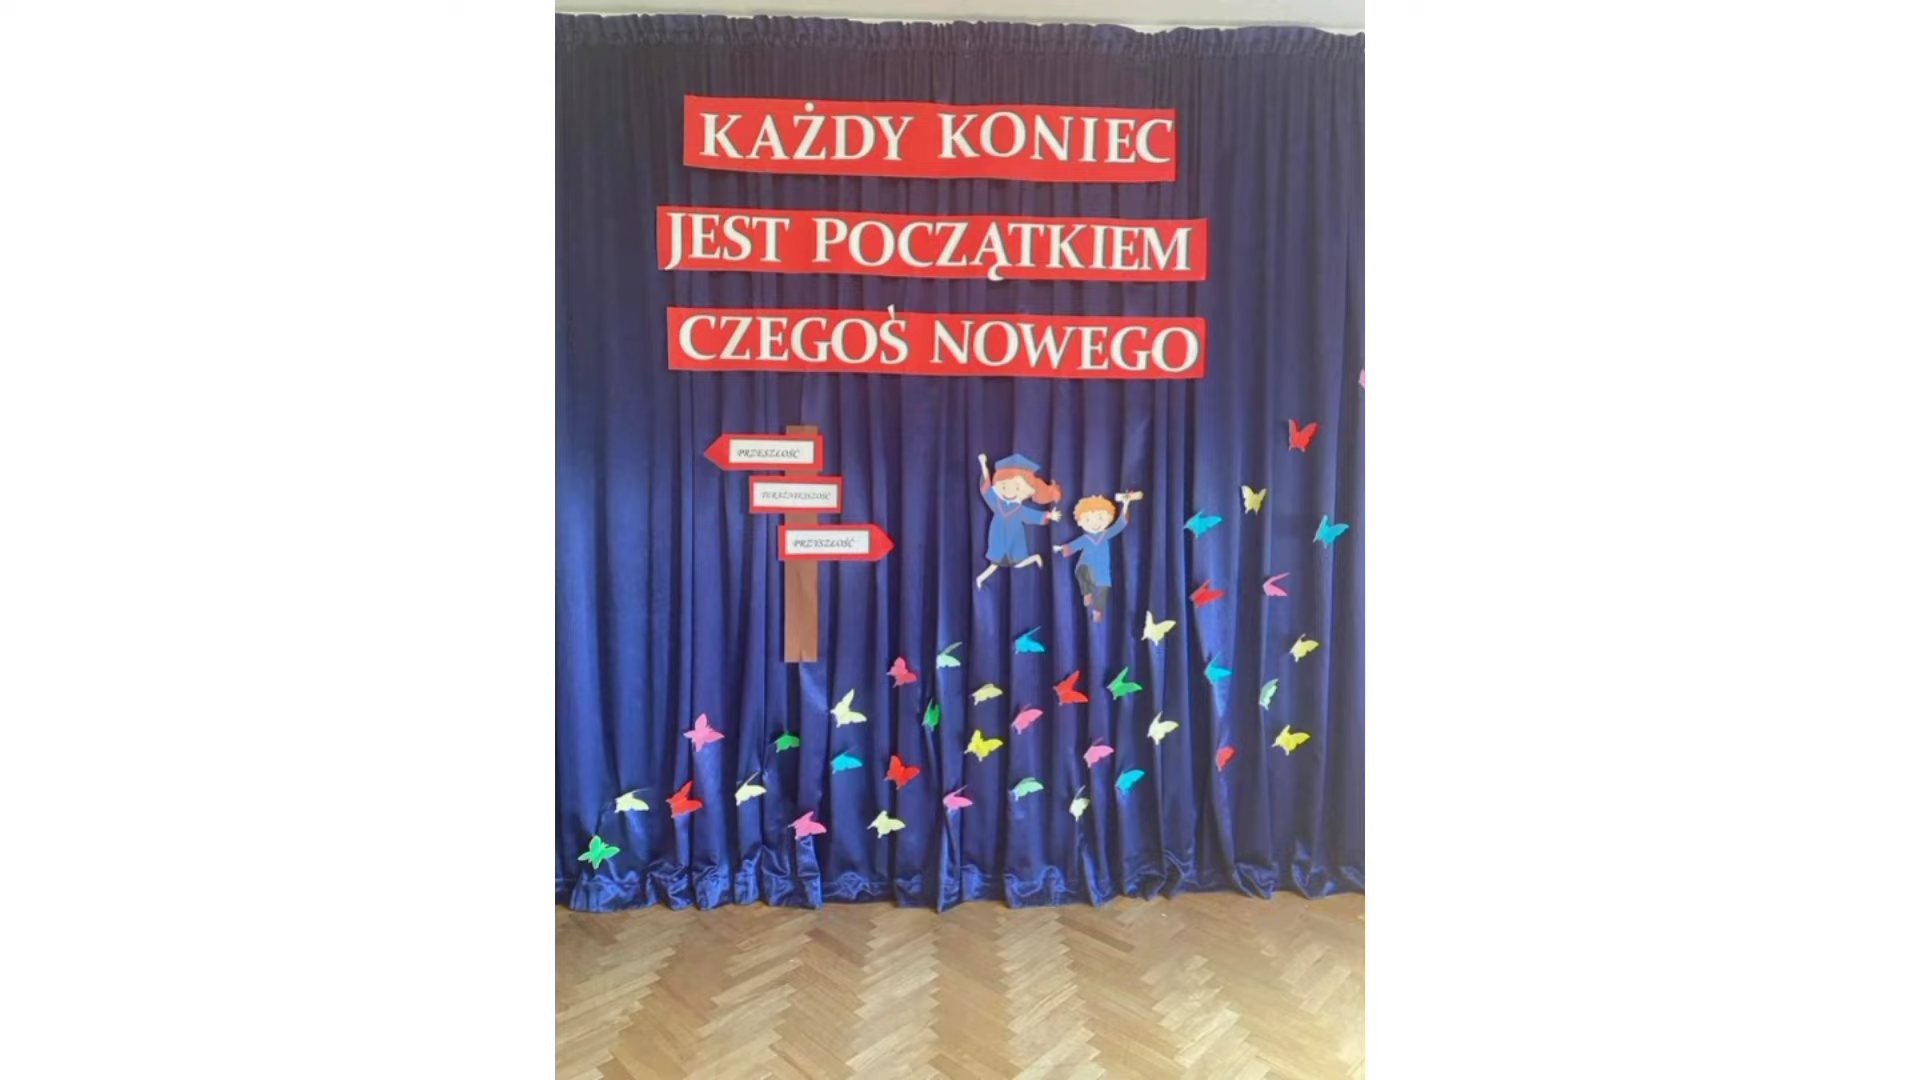 KAŻDY KONIEC
JEST POCZĄTKIEM
CZEGOŚ NOWEGO
PRZESZŁOŚĆ
TERAŹNIEJSZOŚĆ
PRZYSZŁOŚĆ